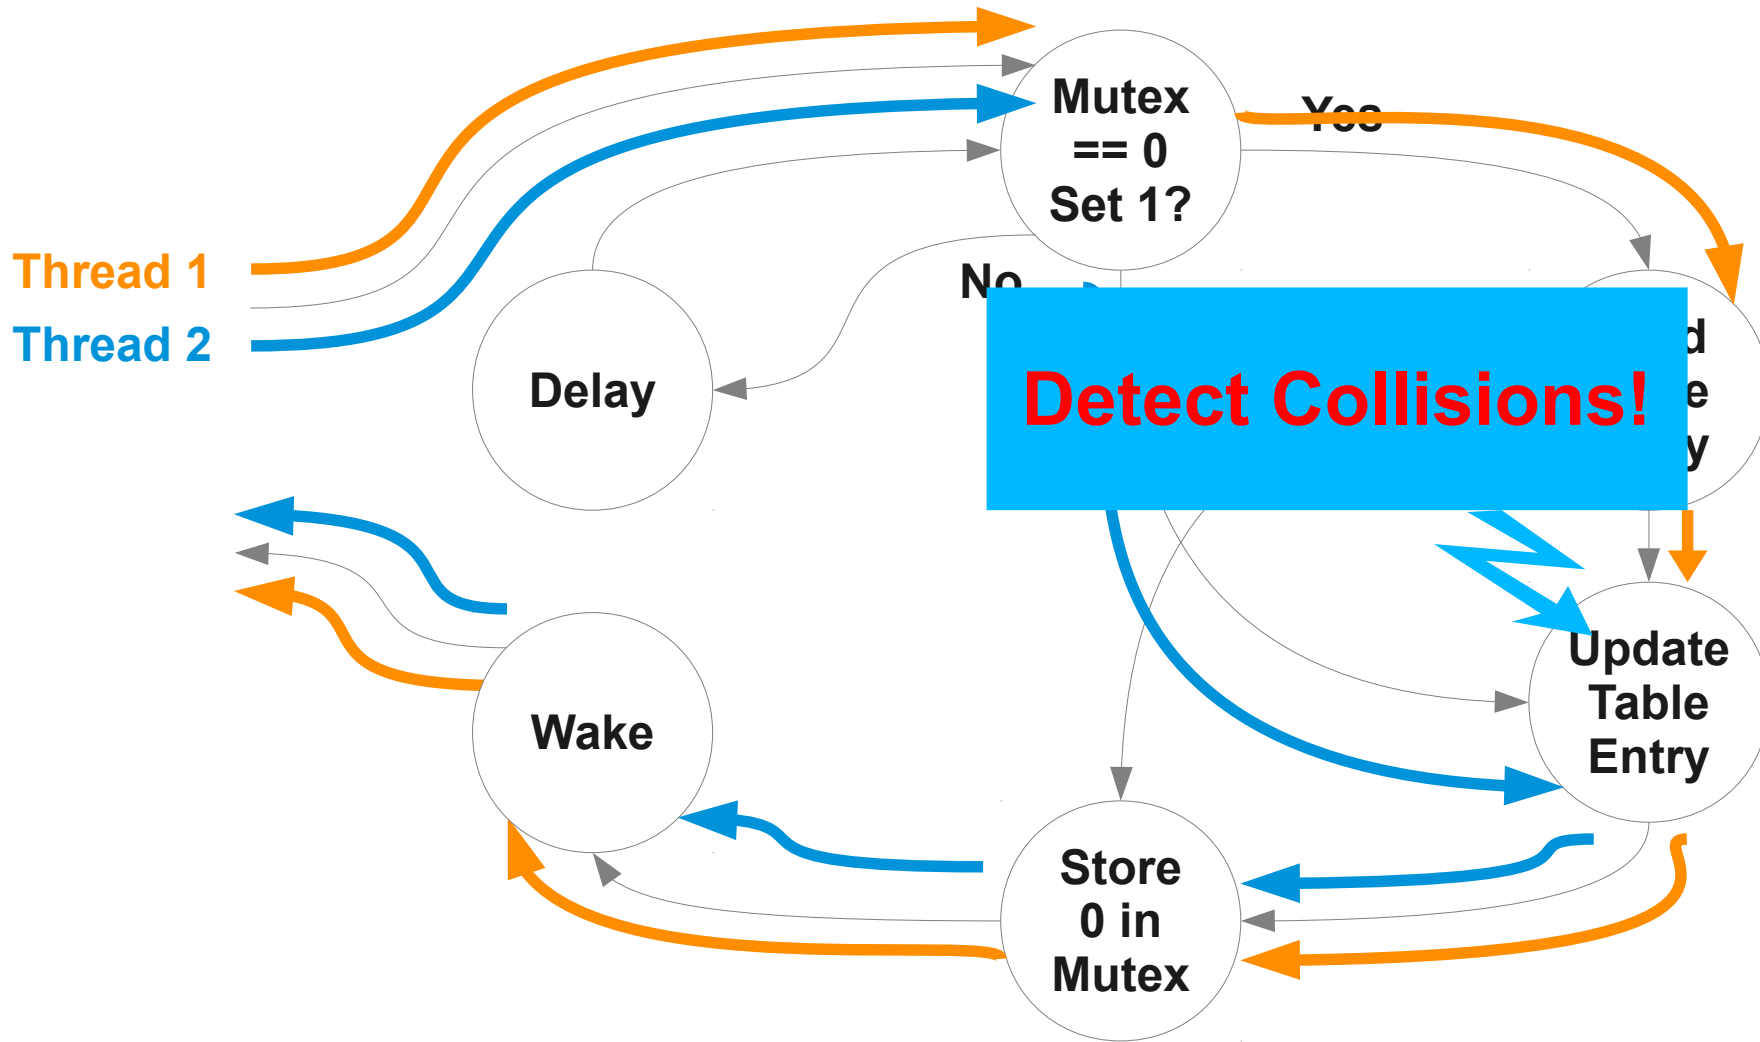 Mutex
== 0
Set 1?
Yes
Thread 1
Thread 2
No
Delay
Detect Collisions!
d
e
y
Update
Table
Entry
Wake
Store
0 in
Mutex